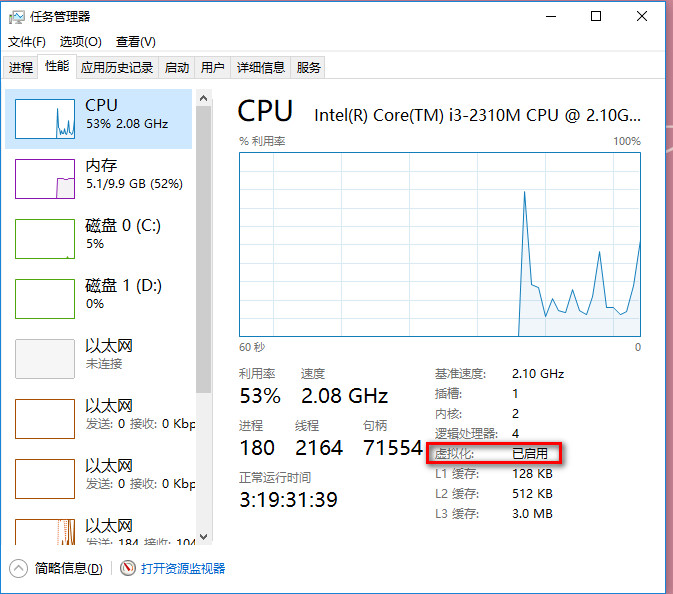 任务管理器
文件(F) 选项(O) 查看(V)
进程 性能 应用历史记录 启动 用户 详细信息 服务
CPU
53% 2.08 GHz
内存
5.1/9.9 GB (52%)
磁盘 0 (C:)
5%
磁盘 1 (D:)
0%
以太网
未连接
以太网
发送: 0 接收: 0 Kbp
以太网
发送: 0 接收: 0 Kbp
以太网
发送: 184 接收: 104
CPU
Intel(R) Core(TM) i3-2310M CPU @ 2.10G...
% 利用率 100%
60 秒 0
利用率 速度
53% 2.08 GHz
进程 线程 句柄
180 2164 71554
正常运行时间
3:19:31:39
基准速度: 2.10 GHz
插槽: 1
内核: 2
逻辑处理器: 4
虚拟化: 已启用
L1 缓存: 128 KB
L2 缓存: 512 KB
L3 缓存: 3.0 MB
简略信息(D) 打开资源监视器